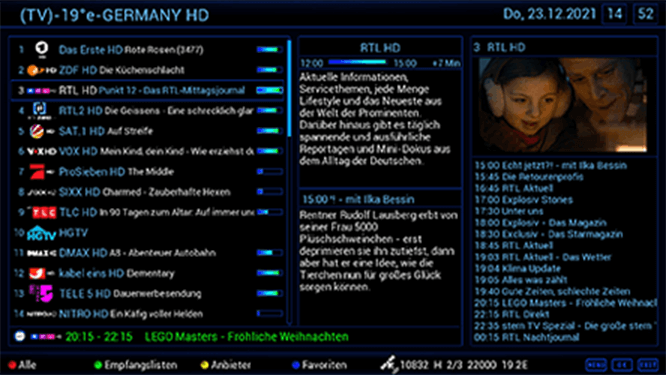 (TV)-19°e-GERMANY HD
Do, 23.12.2021 14 52
1 Das Erste HD Rote Rosen (3477)
2 ZDF HD Die Küchenschlacht
3 RTL HD Punkt 12 - Das RTL-Mittagsjournal
4 RTL2 HD Die Geissens - Eine schrecklich glar
5 SAT.1 HD Auf Streife
6 VOX HD Mein Kind, dein Kind - Wie erziehst du
7 ProSieben HD The Middle
8 SIXX HD Charmed - Zauberhafte Hexen
9 TLC TLC HD In 90 Tagen zum Altar: Auf immer und
10 HGTV HGTV
11 DMAX HD A8 - Abenteuer Autobahn
12 kabel eins HD Elementary
13 TELE 5 HD Dauerwerbesendung
14 NITRO HD Ein Käfig voller Helden
20:15 - 22:15 LEGO Masters - Fröhliche Weihnachten
RTL HD
12:00 15:00 +7 Min
Aktuelle Informationen,
Servicethemen, jede Menge
Lifestyle und das Neueste aus
der Welt der Prominenten.
Darüber hinaus gibt es täglich
spannende und ausführliche
Reportagen und Mini-Dokus aus
dem Alltag der Deutschen.
15:00 - mit Ilka Bessin
Rentner Rudolf Lausberg erbt von
seiner Frau 5000
Plüschschweinchen - erst
deprimieren sie ihn zutiefst, dann
aber hat er eine Idee, wie die
Tierchen nun für großes Glück
sorgen können.
3 RTL HD
15:00 Echt jetzt?! - mit Ilka Bessin
15:45 Die Retourenprofis
16:45 RTL Aktuell
17:00 Explosiv Stories
17:30 Unter uns
18:00 Explosiv - Das Magazin
18:30 Exclusiv - Das Starmagazin
18:45 RTL Aktuell
19:03 RTL Aktuell - Das Wetter
19:04 Klima Update
19:05 Alles was zählt
19:40 Gute Zeiten, schlechte Zeiten
20:15 LEGO Masters - Fröhliche Weihnacl
22:15 RTL Direkt
22:35 stern TV Spezial - Die große stern
00:15 RTL Nachtjournal
Alle Empfangslisten Anbieter Favoriten 10832 H 2/3 22000 19.2E MENU OK EXIT